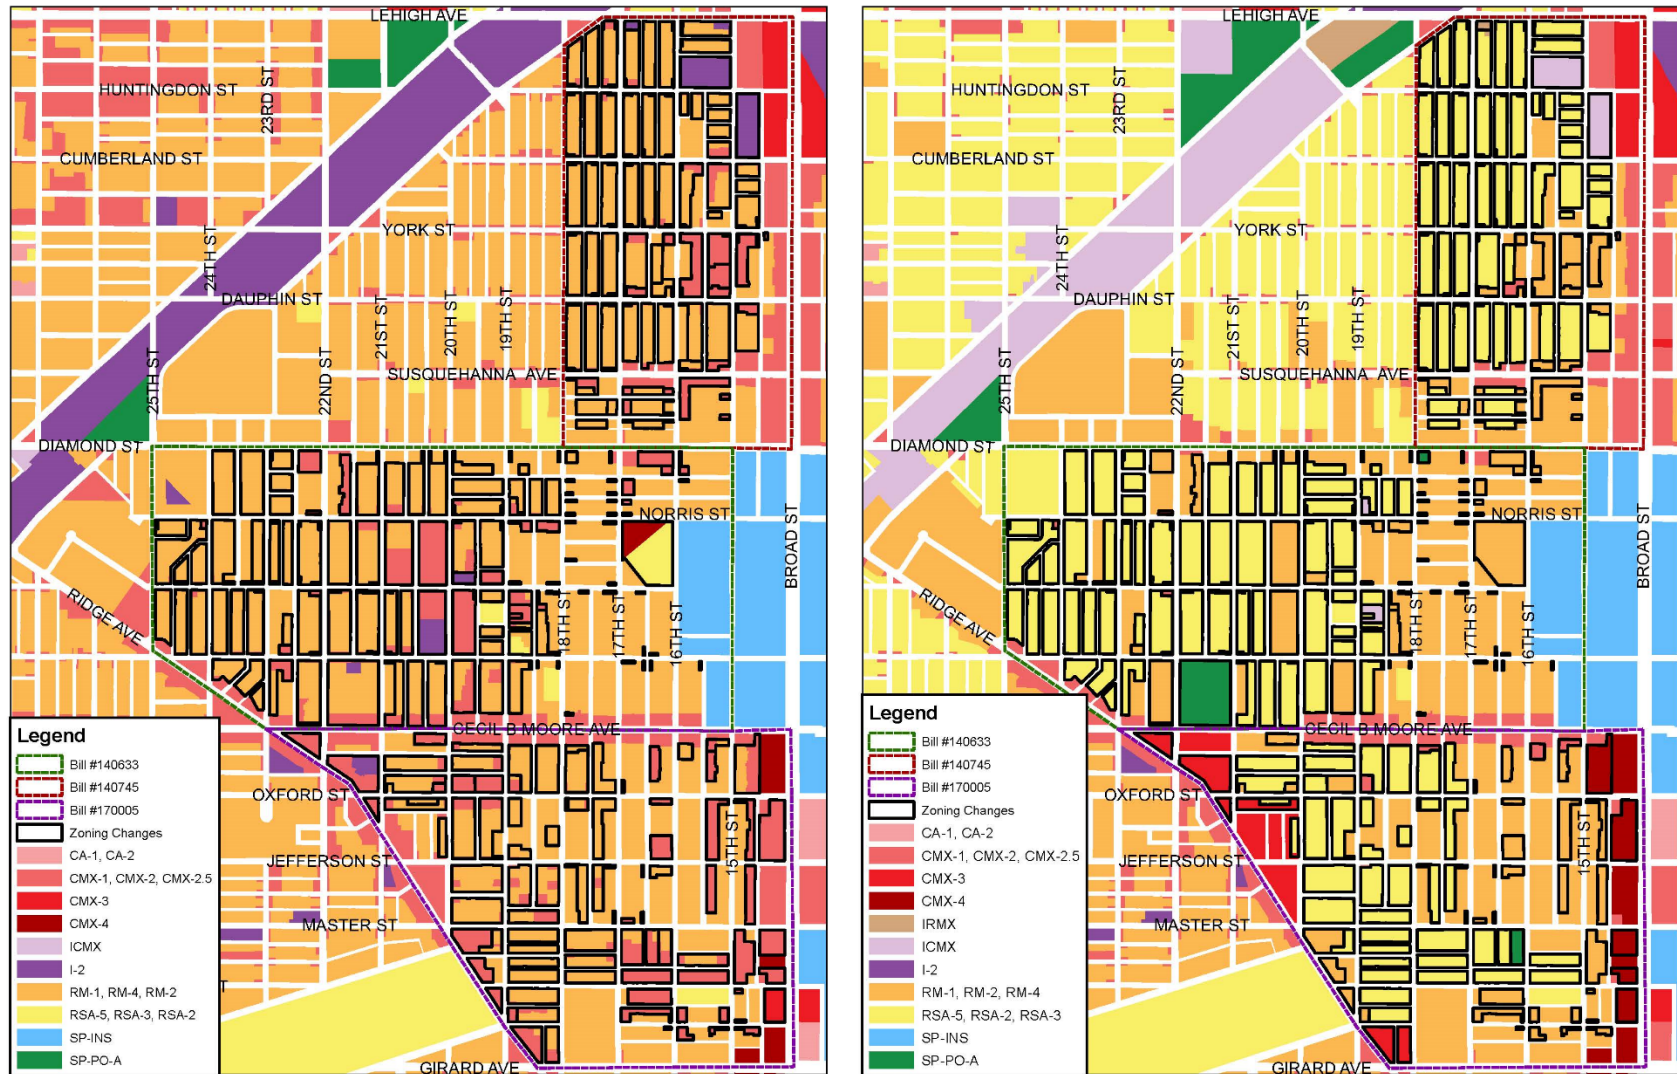 LEHIGH AVE
HUNTINGDON ST
23RD ST
CUMBERLAND ST
YORK ST
24TH ST
DAUPHIN ST
21ST ST
20TH ST
19TH ST
25TH ST
22ND ST
SUSQUEHANNA AVE
DIAMOND ST
NORRIS ST
BROAD ST
RIDGE AVE
18TH ST
17TH ST
16TH ST
CECIL B MOORE AVE
OXFORD ST
15TH ST
JEFFERSON ST
MASTER ST
GIRARD AVE
Legend
Bill #140633
Bill #140745
Bill #170005
Zoning Changes
CA-1, CA-2
CMX-1, CMX-2, CMX-2.5
CMX-3
CMX-4
ICMX
I-2
RM-1, RM-4, RM-2
RSA-5, RSA-3, RSA-2
SP-INS
SP-PO-A
LEHIGH AVE
HUNTINGDON ST
23RD ST
CUMBERLAND ST
YORK ST
24TH ST
DAUPHIN ST
21ST ST
20TH ST
19TH ST
25TH ST
22ND ST
SUSQUEHANNA AVE
DIAMOND ST
NORRIS ST
BROAD ST
RIDGE AVE
18TH ST
17TH ST
16TH ST
CECIL B MOORE AVE
OXFORD ST
15TH ST
JEFFERSON ST
MASTER ST
GIRARD AVE
Legend
Bill #140633
Bill #140745
Bill #170005
Zoning Changes
CA-1, CA-2
CMX-1, CMX-2, CMX-2.5
CMX-3
CMX-4
IRMX
ICMX
I-2
RM-1, RM-2, RM-4
RSA-5, RSA-2, RSA-3
SP-INS
SP-PO-A